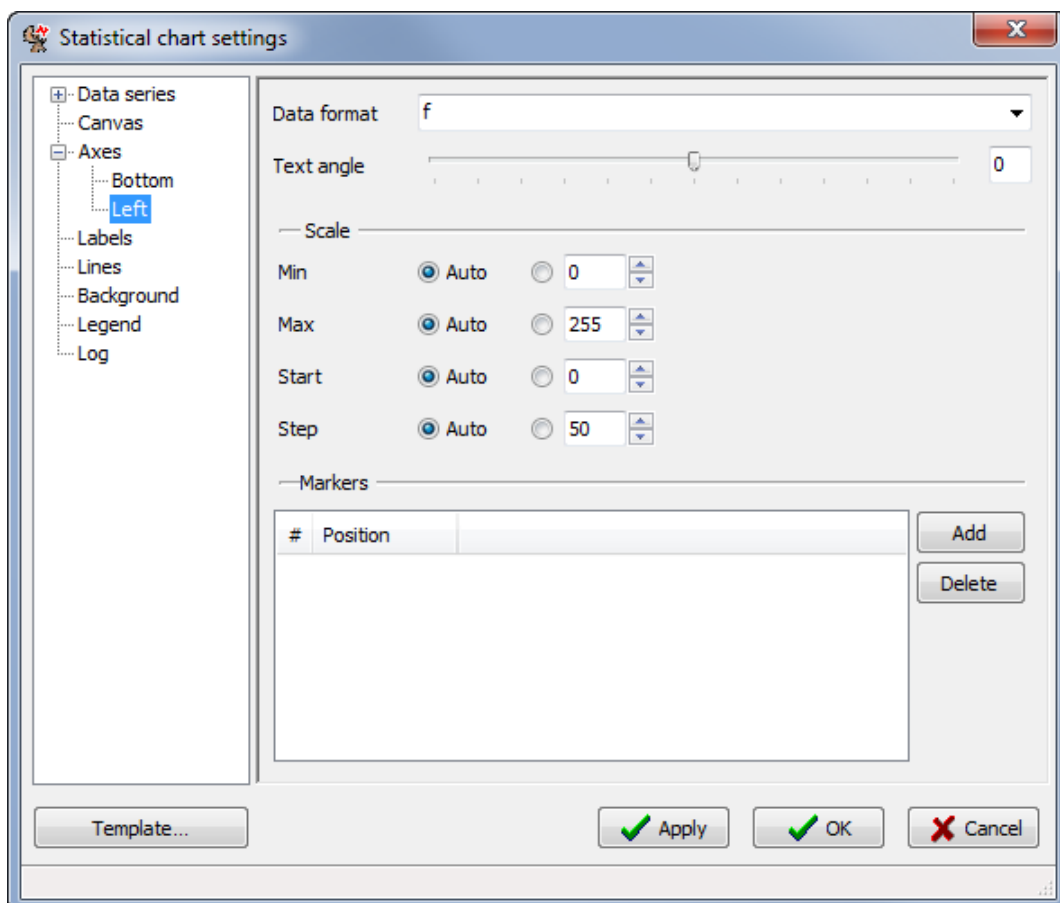 Statistical chart settings
Data series
Canvas
Axes
Bottom
Left
Labels
Lines
Background
Legend
Log
Data format f
Text angle 0
Scale
Min Auto 0
Max Auto 255
Start Auto 0
Step Auto 50
Markers
# Position
Add
Delete
Template...
Apply OK Cancel